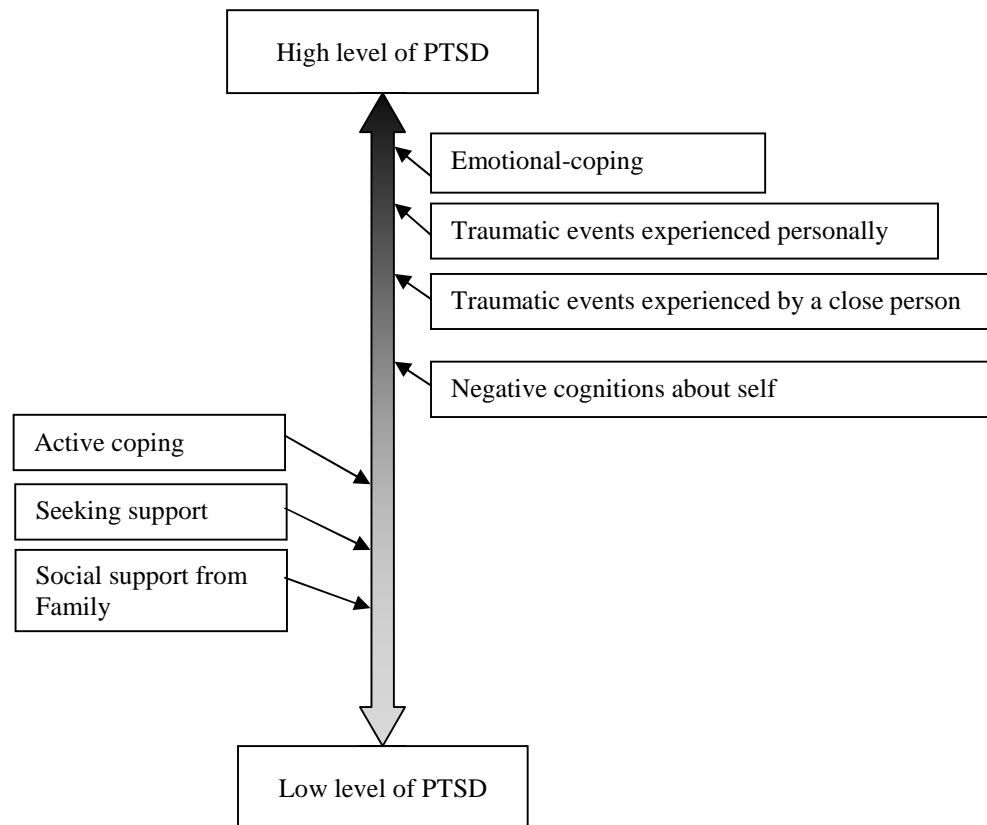 High level of PTSD
Emotional-coping
Traumatic events experienced personally
Traumatic events experienced by a close person
Negative cognitions about self
Active coping
Seeking support
Social support from
Family
Low level of PTSD